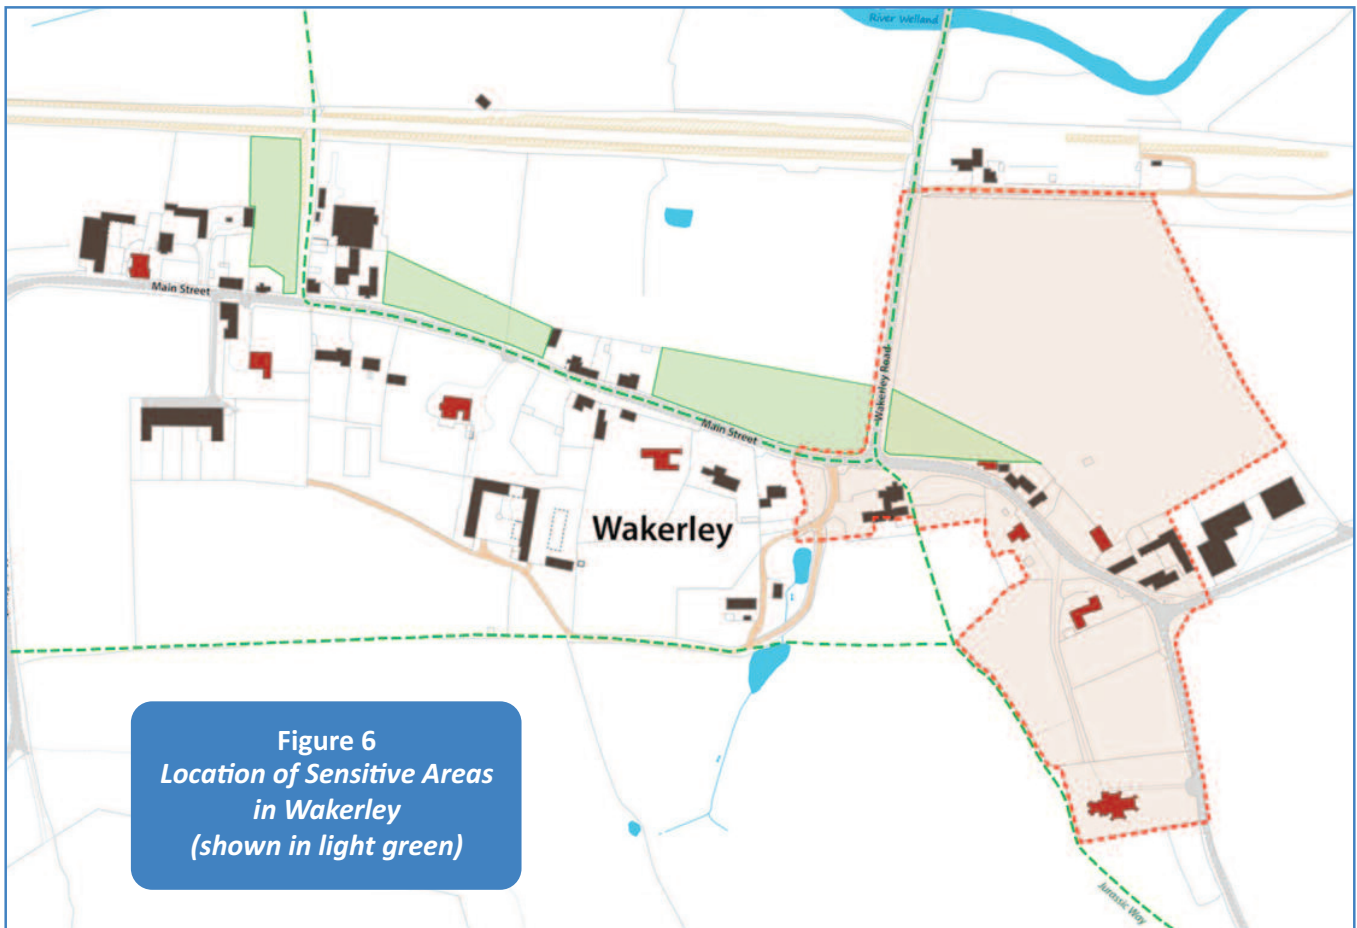 River Welland
Main Street
Wakerley Road
Main Street
Wakerley
Figure 6
Location of Sensitive Areas
in Wakerley
(shown in light green)
Jurassic Way